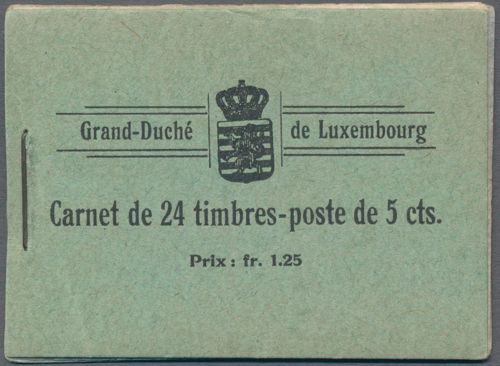 Grand-Duché de Luxembourg
Carnet de 24 timbres-poste de 5 cts.
Prix : fr. 1.25